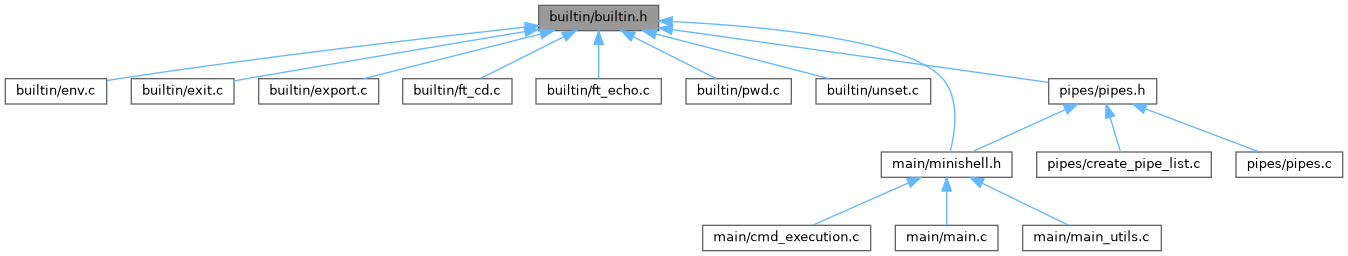 builtin/builtin.h
builtin/env.c
builtin/exit.c
builtin/export.c
builtin/ft_cd.c
builtin/ft_echo.c
builtin/pwd.c
builtin/unset.c
pipes/pipes.h
main/minishell.h
pipes/create_pipe_list.c
pipes/pipes.c
main/cmd_execution.c
main/main.c
main/main_utils.c